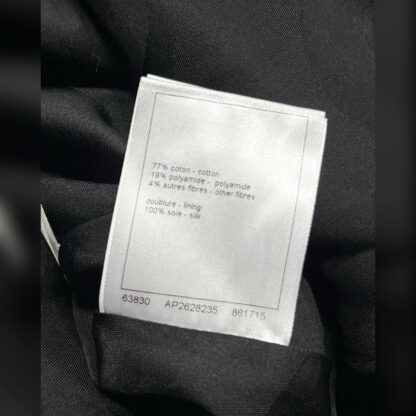 77% coton - cotton
19% polyamide - polyamide
4% autres fibres - other fibres
doublure - lining
100% soie - silk
63830 AP2628235 861715